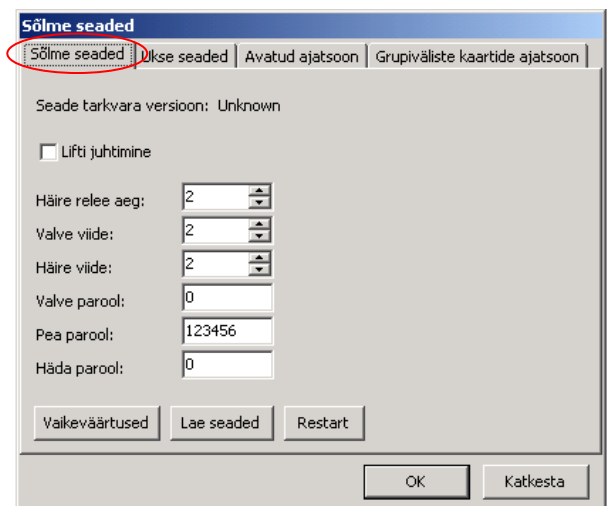 Sõlme seaded
Sõlme seaded Ukse seaded Avatud ajatsoon Grupiväliste kaartide ajatsoon
Seade tarkvara versioon: Unknown
Lifti juhtimine
Häire relee aeg: 2
Valve viide: 2
Häire viide: 2
Valve parool: 0
Pea parool: 123456
Häda parool: 0
Vaikeväärtused Lae seaded Restart
OK Katkesta